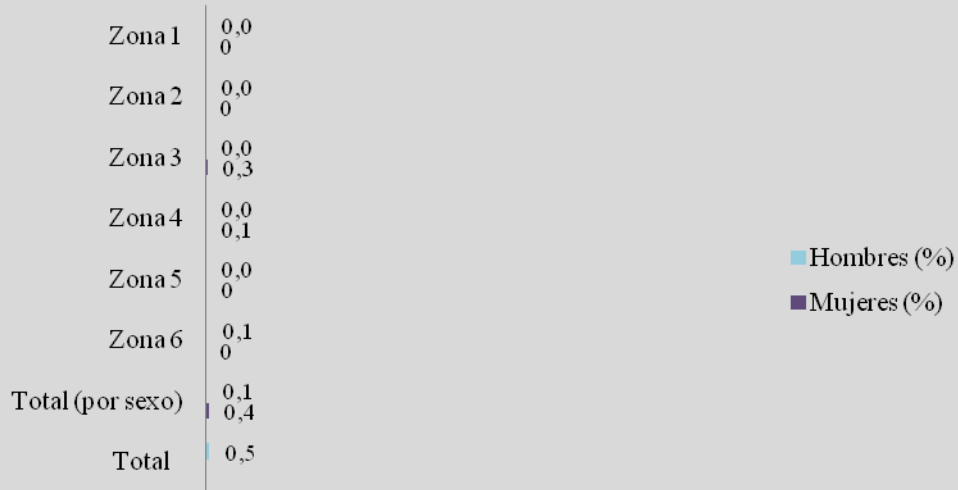 Zona 1
0,0
0
Zona 2
0,0
0
Zona 3
0,0
0,3
Zona 4
0,0
0,1
Zona 5
0,0
0
Zona 6
0,1
0
Total (por sexo)
0,1
0,4
Total
0,5
Hombres (%)
Mujeres (%)